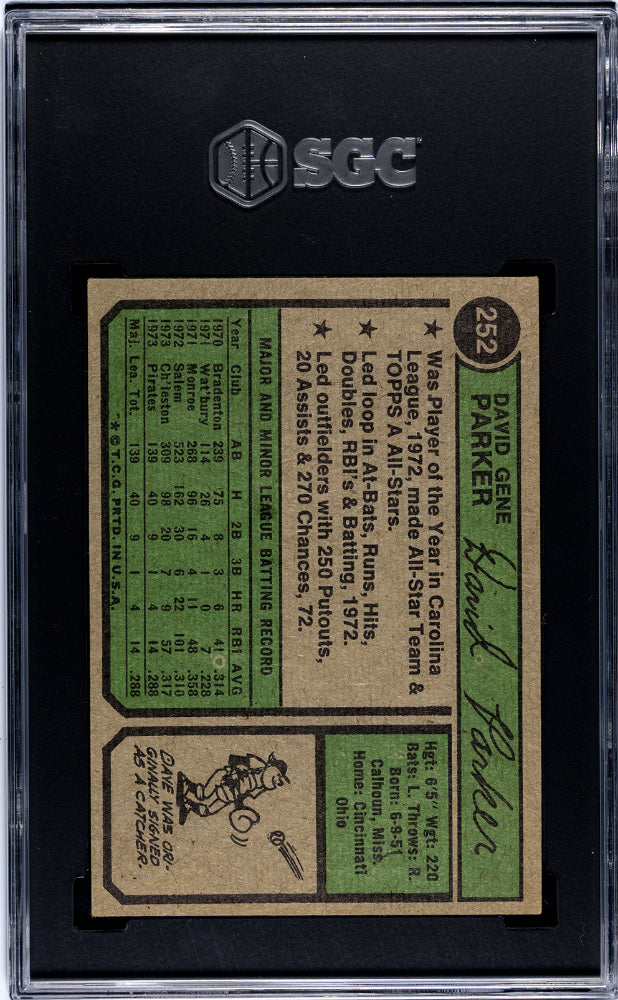 SGC
252
DAVID GENE
PARKER
David Parker
★ Was Player of the Year in Carolina
League, 1972, made All-Star Team &
TOPPS A All-Stars.
★ Led loop in At-Bats, Runs, Hits,
Doubles, RBI's & Batting, 1972.
★ Led outfielders with 250 Putouts,
20 Assists & 270 Chances, 72.
Hgt: 6'5" Wgt: 220
Bats: L. Throws: R.
Born: 6-9-51
Calhoun, Miss.
Home: Cincinnati
Ohio
MAJOR AND MINOR LEAGUE BATTING RECORD
Year Club AB H 2B 3B HR RBI AVG
1970 Bradenton 239 75 8 3 6 41 .314
1971 Wat'bury 114 26 4 1 0 7 .228
1971 Monroe 268 96 16 4 11 48 .358
1972 Salem 523 162 30 6 22 101 .310
1973 Ch'leston 309 98 20 7 9 57 .317
1973 Pirates 139 40 9 1 4 14 .288
Maj. Lea. Tot. 139 40 9 1 4 14 .288
*★© T.C.G. PRTD. IN U.S.A.
DAVE WAS ORI-
GINALLY SIGNED
AS A CATCHER.